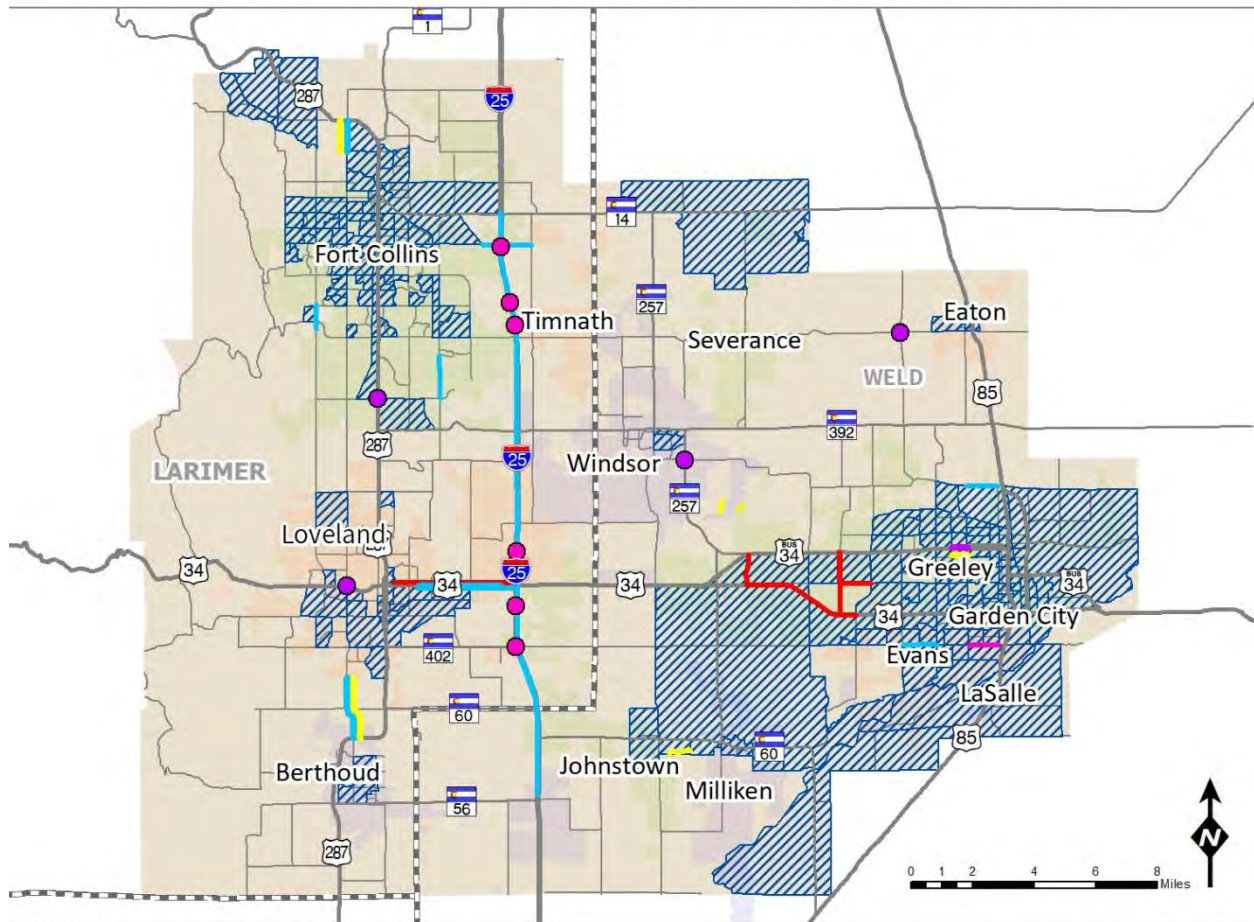 1
287
25
14
Fort Collins
257
Timnath
Eaton
Severance
WELD
85
392
287
LARIMER
25
Windsor
257
Loveland
BUS
34
34
25
34
34
Greeley
BUS
34
34
Garden City
402
Evans
LaSalle
60
85
60
Johnstown
Berthoud
Milliken
56
287
N
0 1 2 4 6 8
Miles